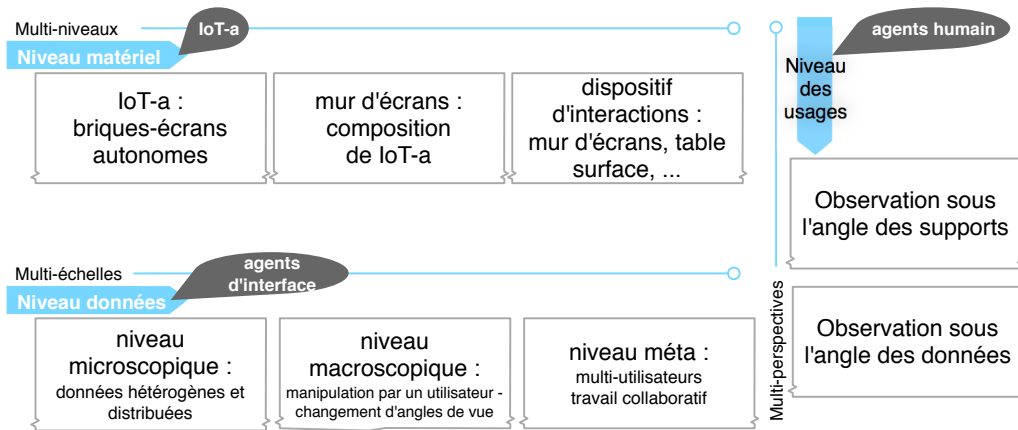 Multi-niveaux
IoT-a
Niveau matériel
IoT-a :
briques-écrans
autonomes
mur d'écrans :
composition
de IoT-a
dispositif
d'interactions :
mur d'écrans, table
surface, ...
Multi-échelles
agents
d'interface
Niveau données
niveau
microscopique :
données hétérogènes et
distribuées
niveau
macroscopique :
manipulation par un utilisateur -
changement d'angles de vue
niveau méta :
multi-utilisateurs
travail collaboratif
Multi-perspectives
agents humain
Niveau
des
usages
Observation sous
l'angle des supports
Observation sous
l'angle des données